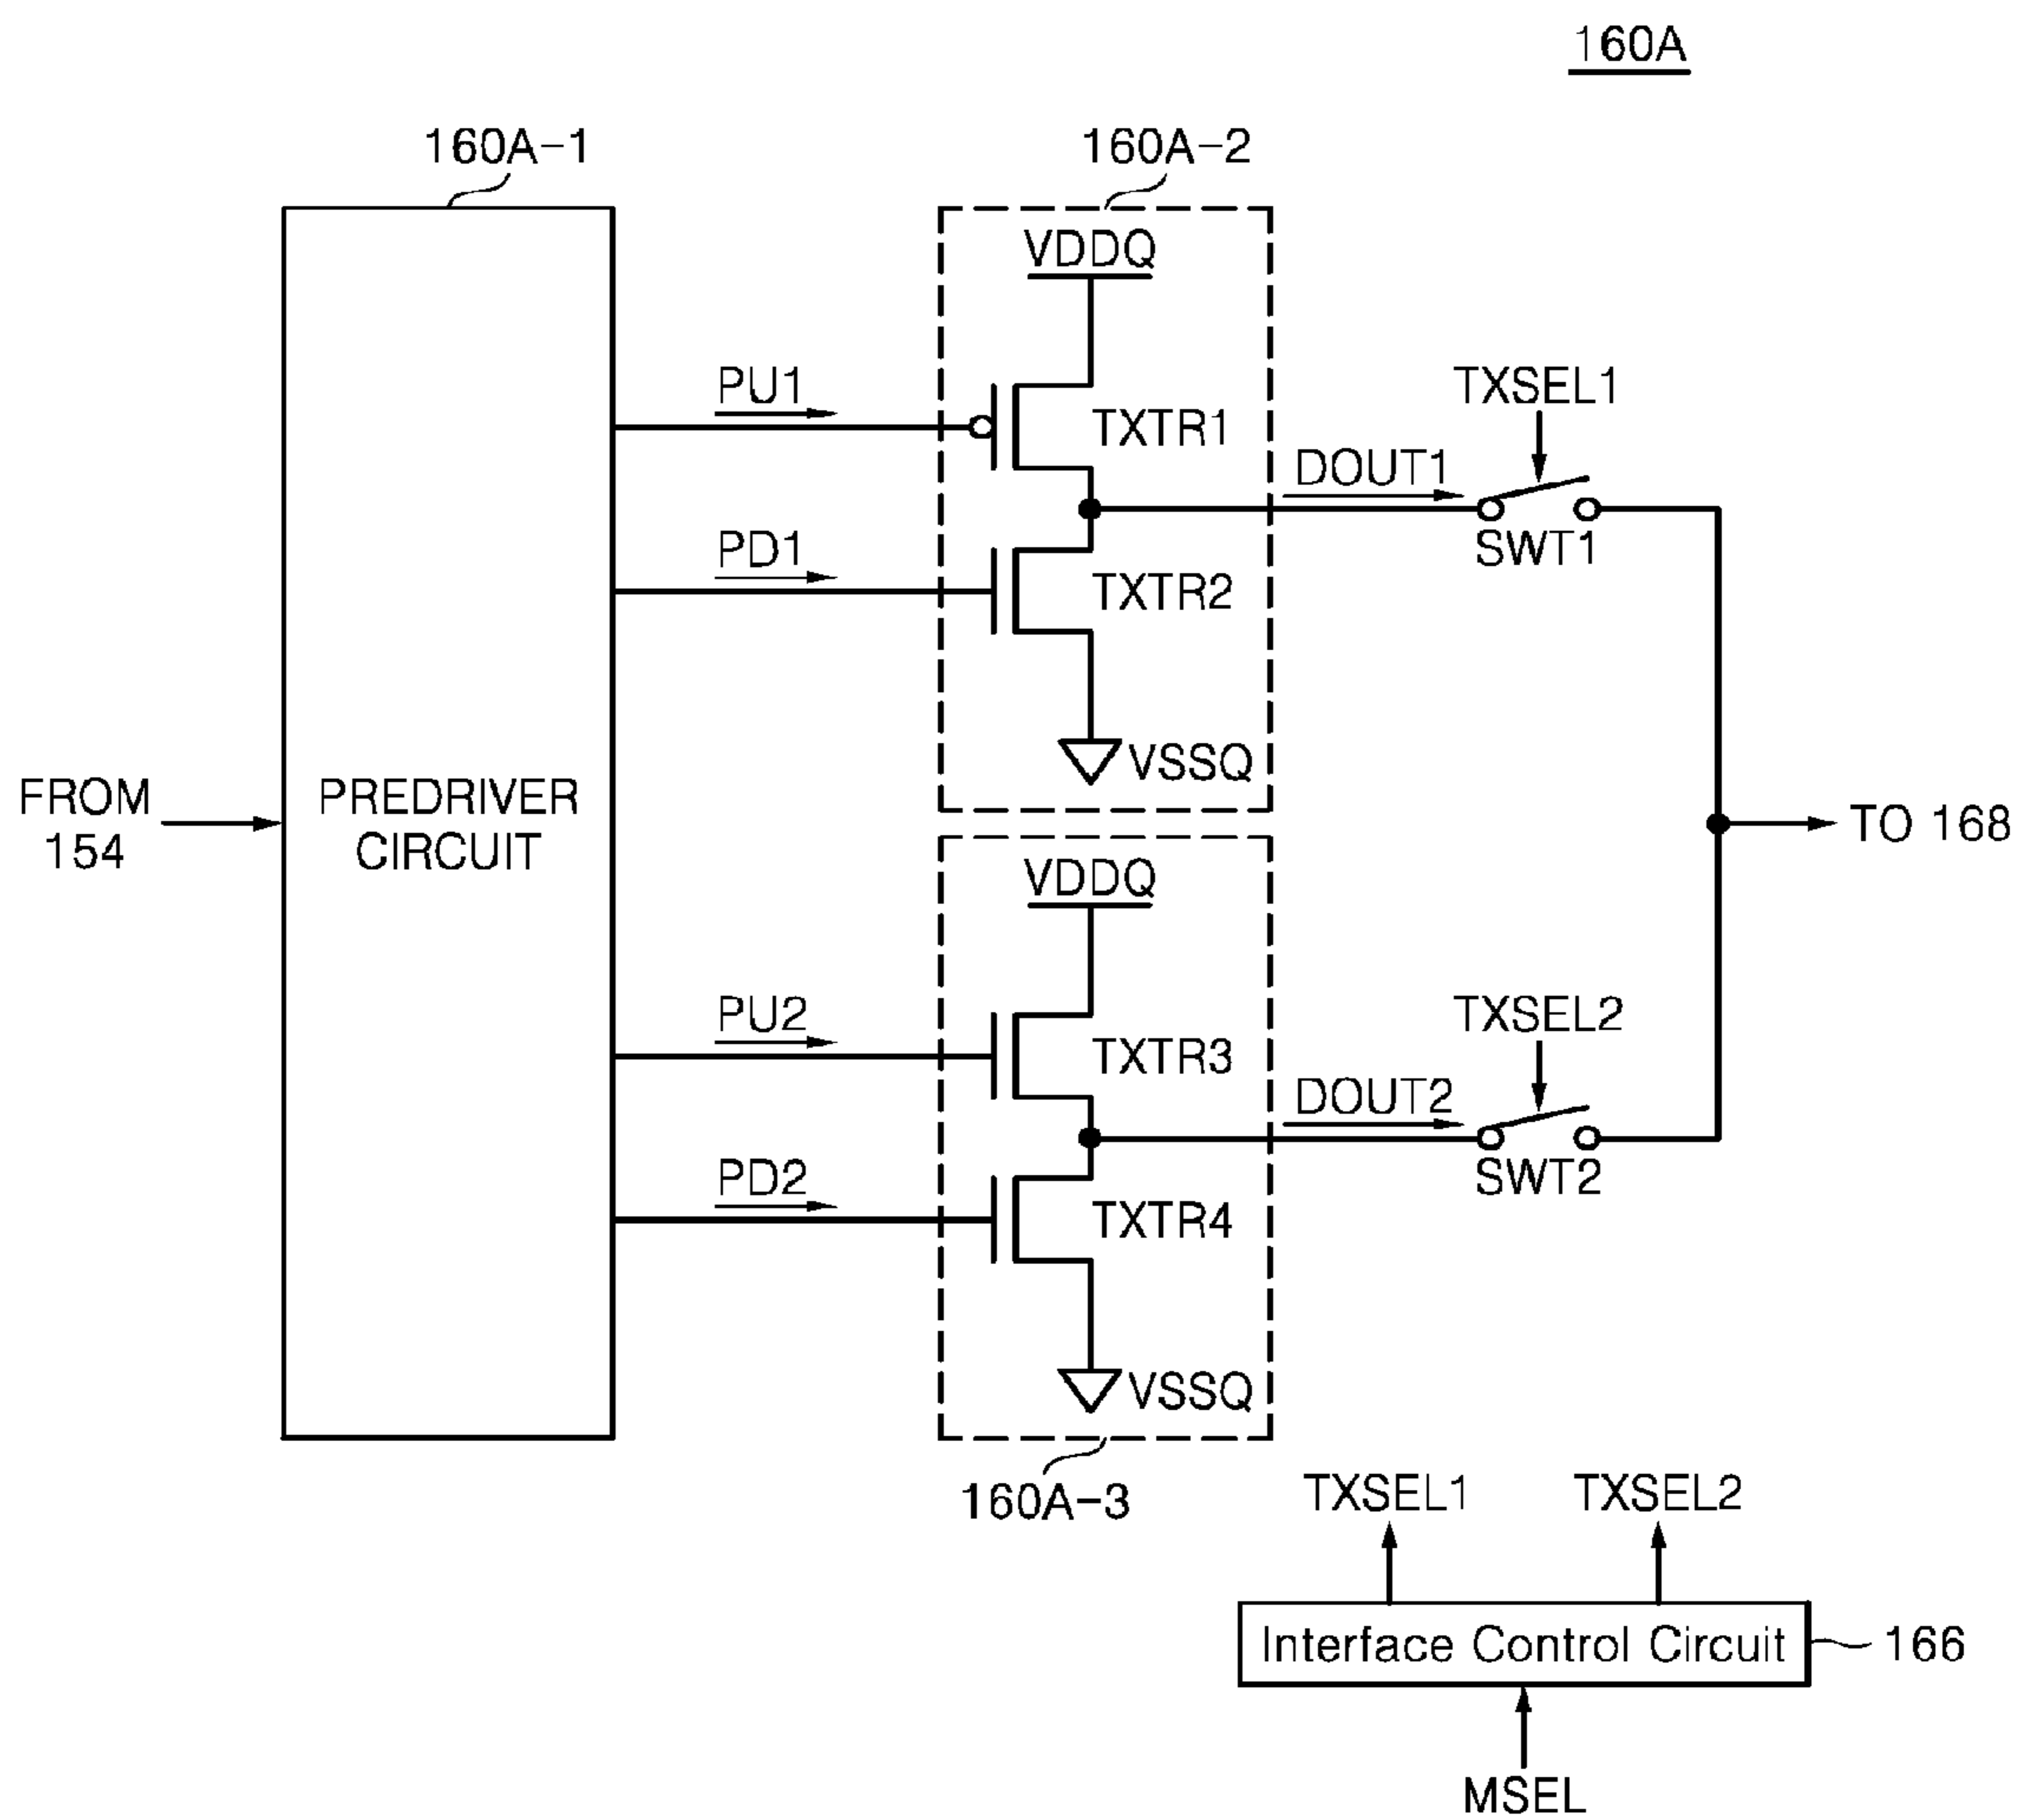 160A
160A-1
160A-2
VDDQ
PU1
TXTR1
TXSEL1
DOUT1
SWT1
PD1
TXTR2
VSSQ
FROM
154
PREDRIVER
CIRCUIT
TO 168
VDDQ
PU2
TXTR3
TXSEL2
DOUT2
SWT2
PD2
TXTR4
VSSQ
160A-3
TXSEL1
TXSEL2
Interface Control Circuit
166
MSEL